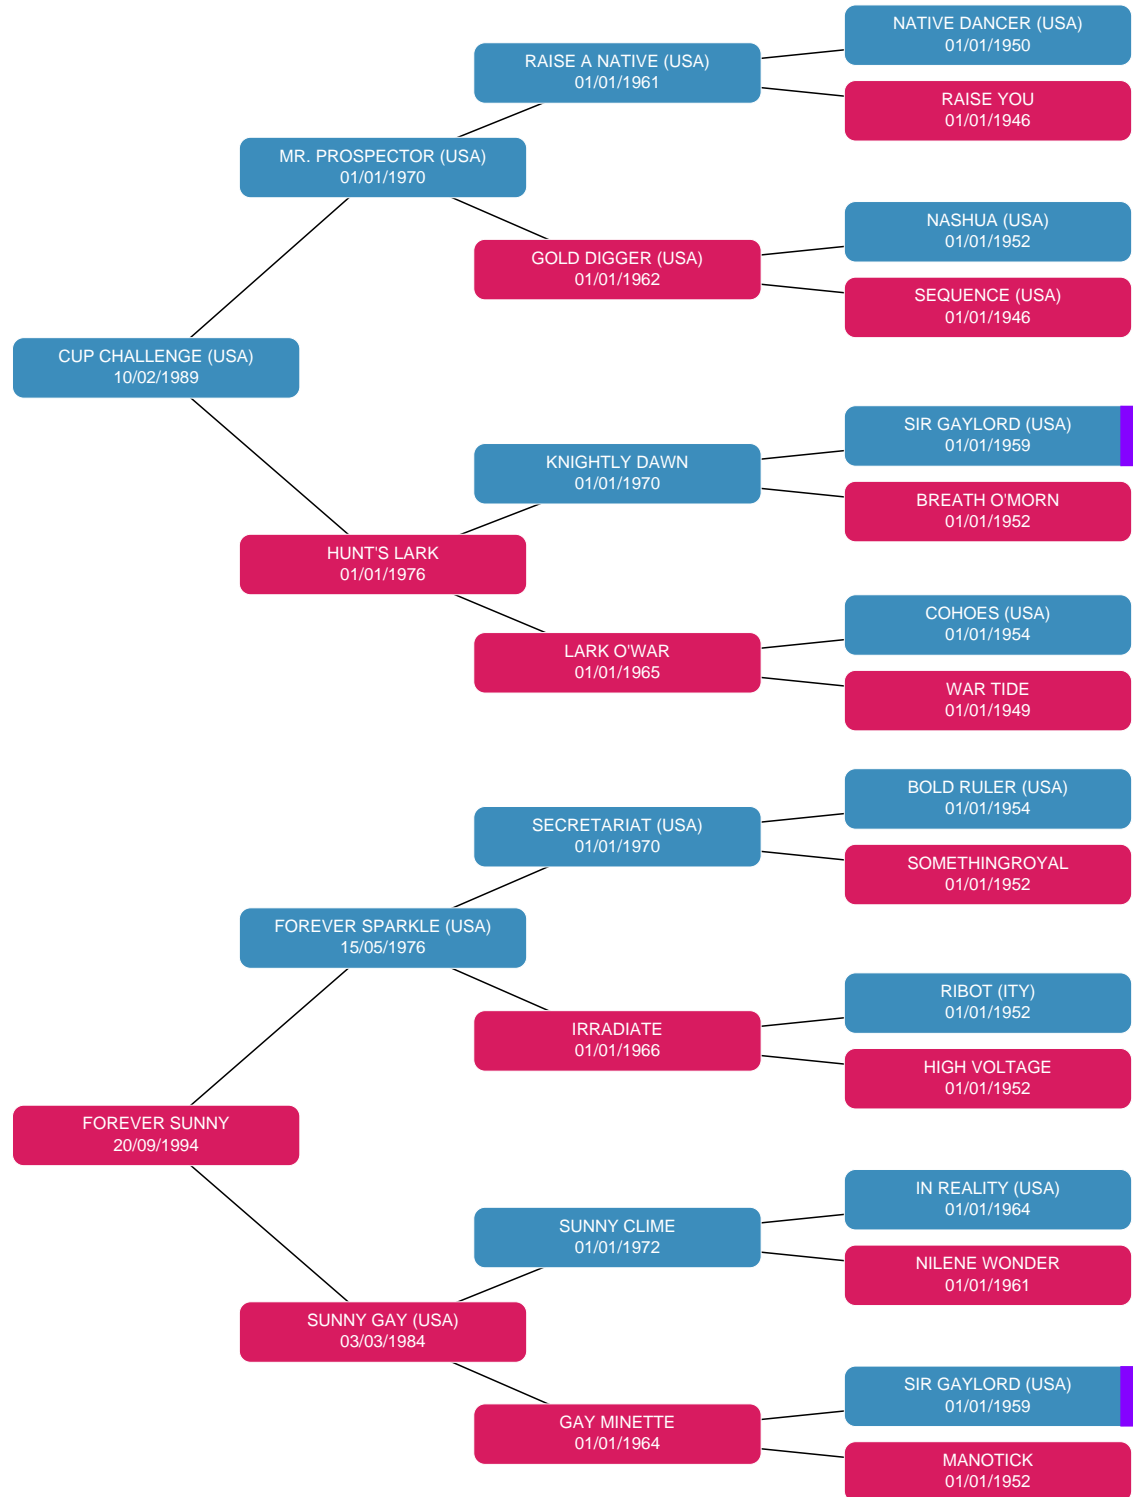 NATIVE DANCER (USA)
01/01/1950
RAISE A NATIVE (USA)
01/01/1961
RAISE YOU
01/01/1946
MR. PROSPECTOR (USA)
01/01/1970
NASHUA (USA)
01/01/1952
GOLD DIGGER (USA)
01/01/1962
SEQUENCE (USA)
01/01/1946
CUP CHALLENGE (USA)
10/02/1989
SIR GAYLORD (USA)
01/01/1959
KNIGHTLY DAWN
01/01/1970
BREATH O'MORN
01/01/1952
HUNT'S LARK
01/01/1976
COHOES (USA)
01/01/1954
LARK O'WAR
01/01/1965
WAR TIDE
01/01/1949
BOLD RULER (USA)
01/01/1954
SECRETARIAT (USA)
01/01/1970
SOMETHINGROYAL
01/01/1952
FOREVER SPARKLE (USA)
15/05/1976
RIBOT (ITY)
01/01/1952
IRRADIATE
01/01/1966
HIGH VOLTAGE
01/01/1952
FOREVER SUNNY
20/09/1994
IN REALITY (USA)
01/01/1964
SUNNY CLIME
01/01/1972
NILENE WONDER
01/01/1961
SUNNY GAY (USA)
03/03/1984
SIR GAYLORD (USA)
01/01/1959
GAY MINETTE
01/01/1964
MANOTICK
01/01/1952